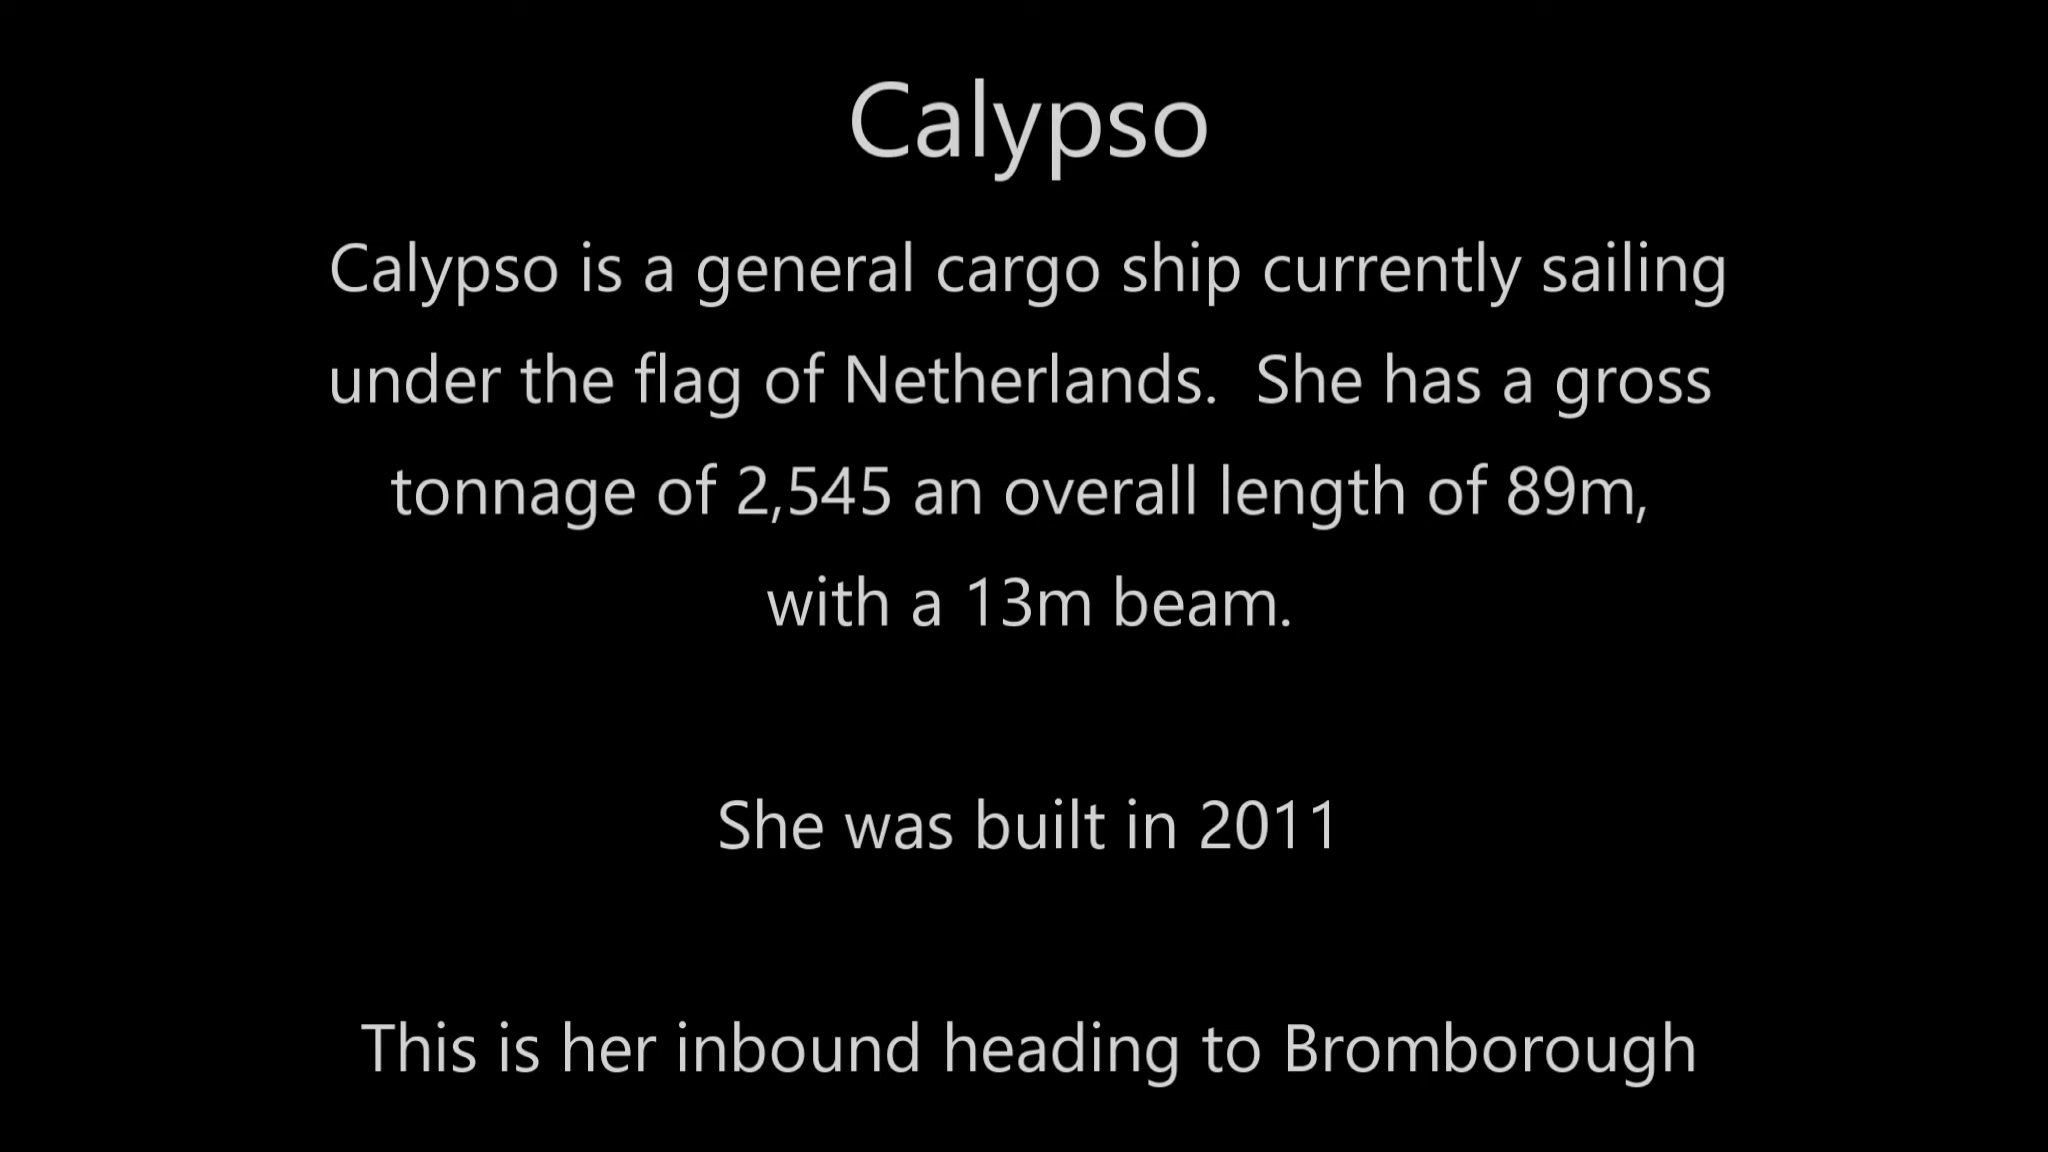 Calypso
Calypso is a general cargo ship currently sailing
under the flag of Netherlands.  She has a gross
tonnage of 2,545 an overall length of 89m,
with a 13m beam.
She was built in 2011
This is her inbound heading to Bromborough